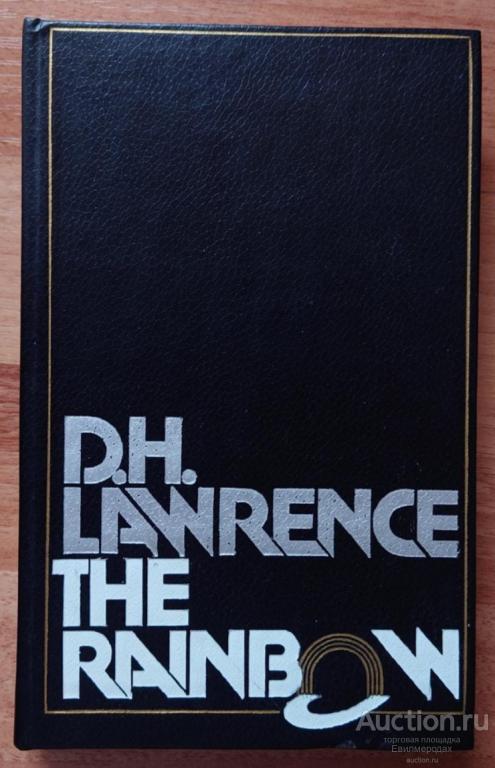 D.H.
LAWRENCE
THE
RAINBOW
Auction.ru
торговая площадка
Евилмеродах
auction.ru